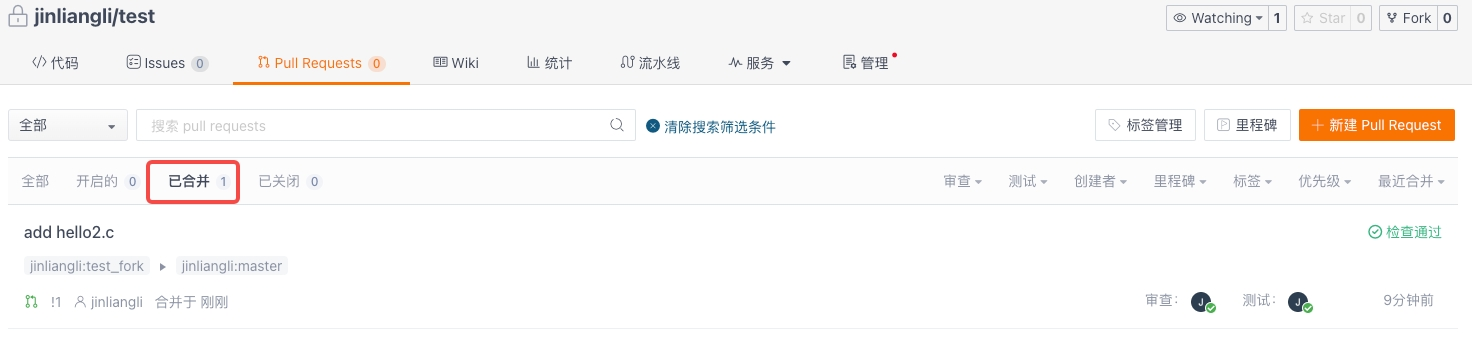 jinliangli/test
Watching 1 Star 0 Fork 0
代码 Issues 0 Pull Requests 0 Wiki 统计 流水线 服务 管理
全部 搜索 pull requests 清除搜索筛选条件 标签管理 里程碑 + 新建 Pull Request
全部 开启的 0 已合并 1 已关闭 0 审查 测试 创建者 里程碑 标签 优先级 最近合并
add hello2.c 检查通过
jinliangli:test_fork jinliangli:master
!1 jinliangli 合并于 刚刚 审查: J 测试: J 9分钟前